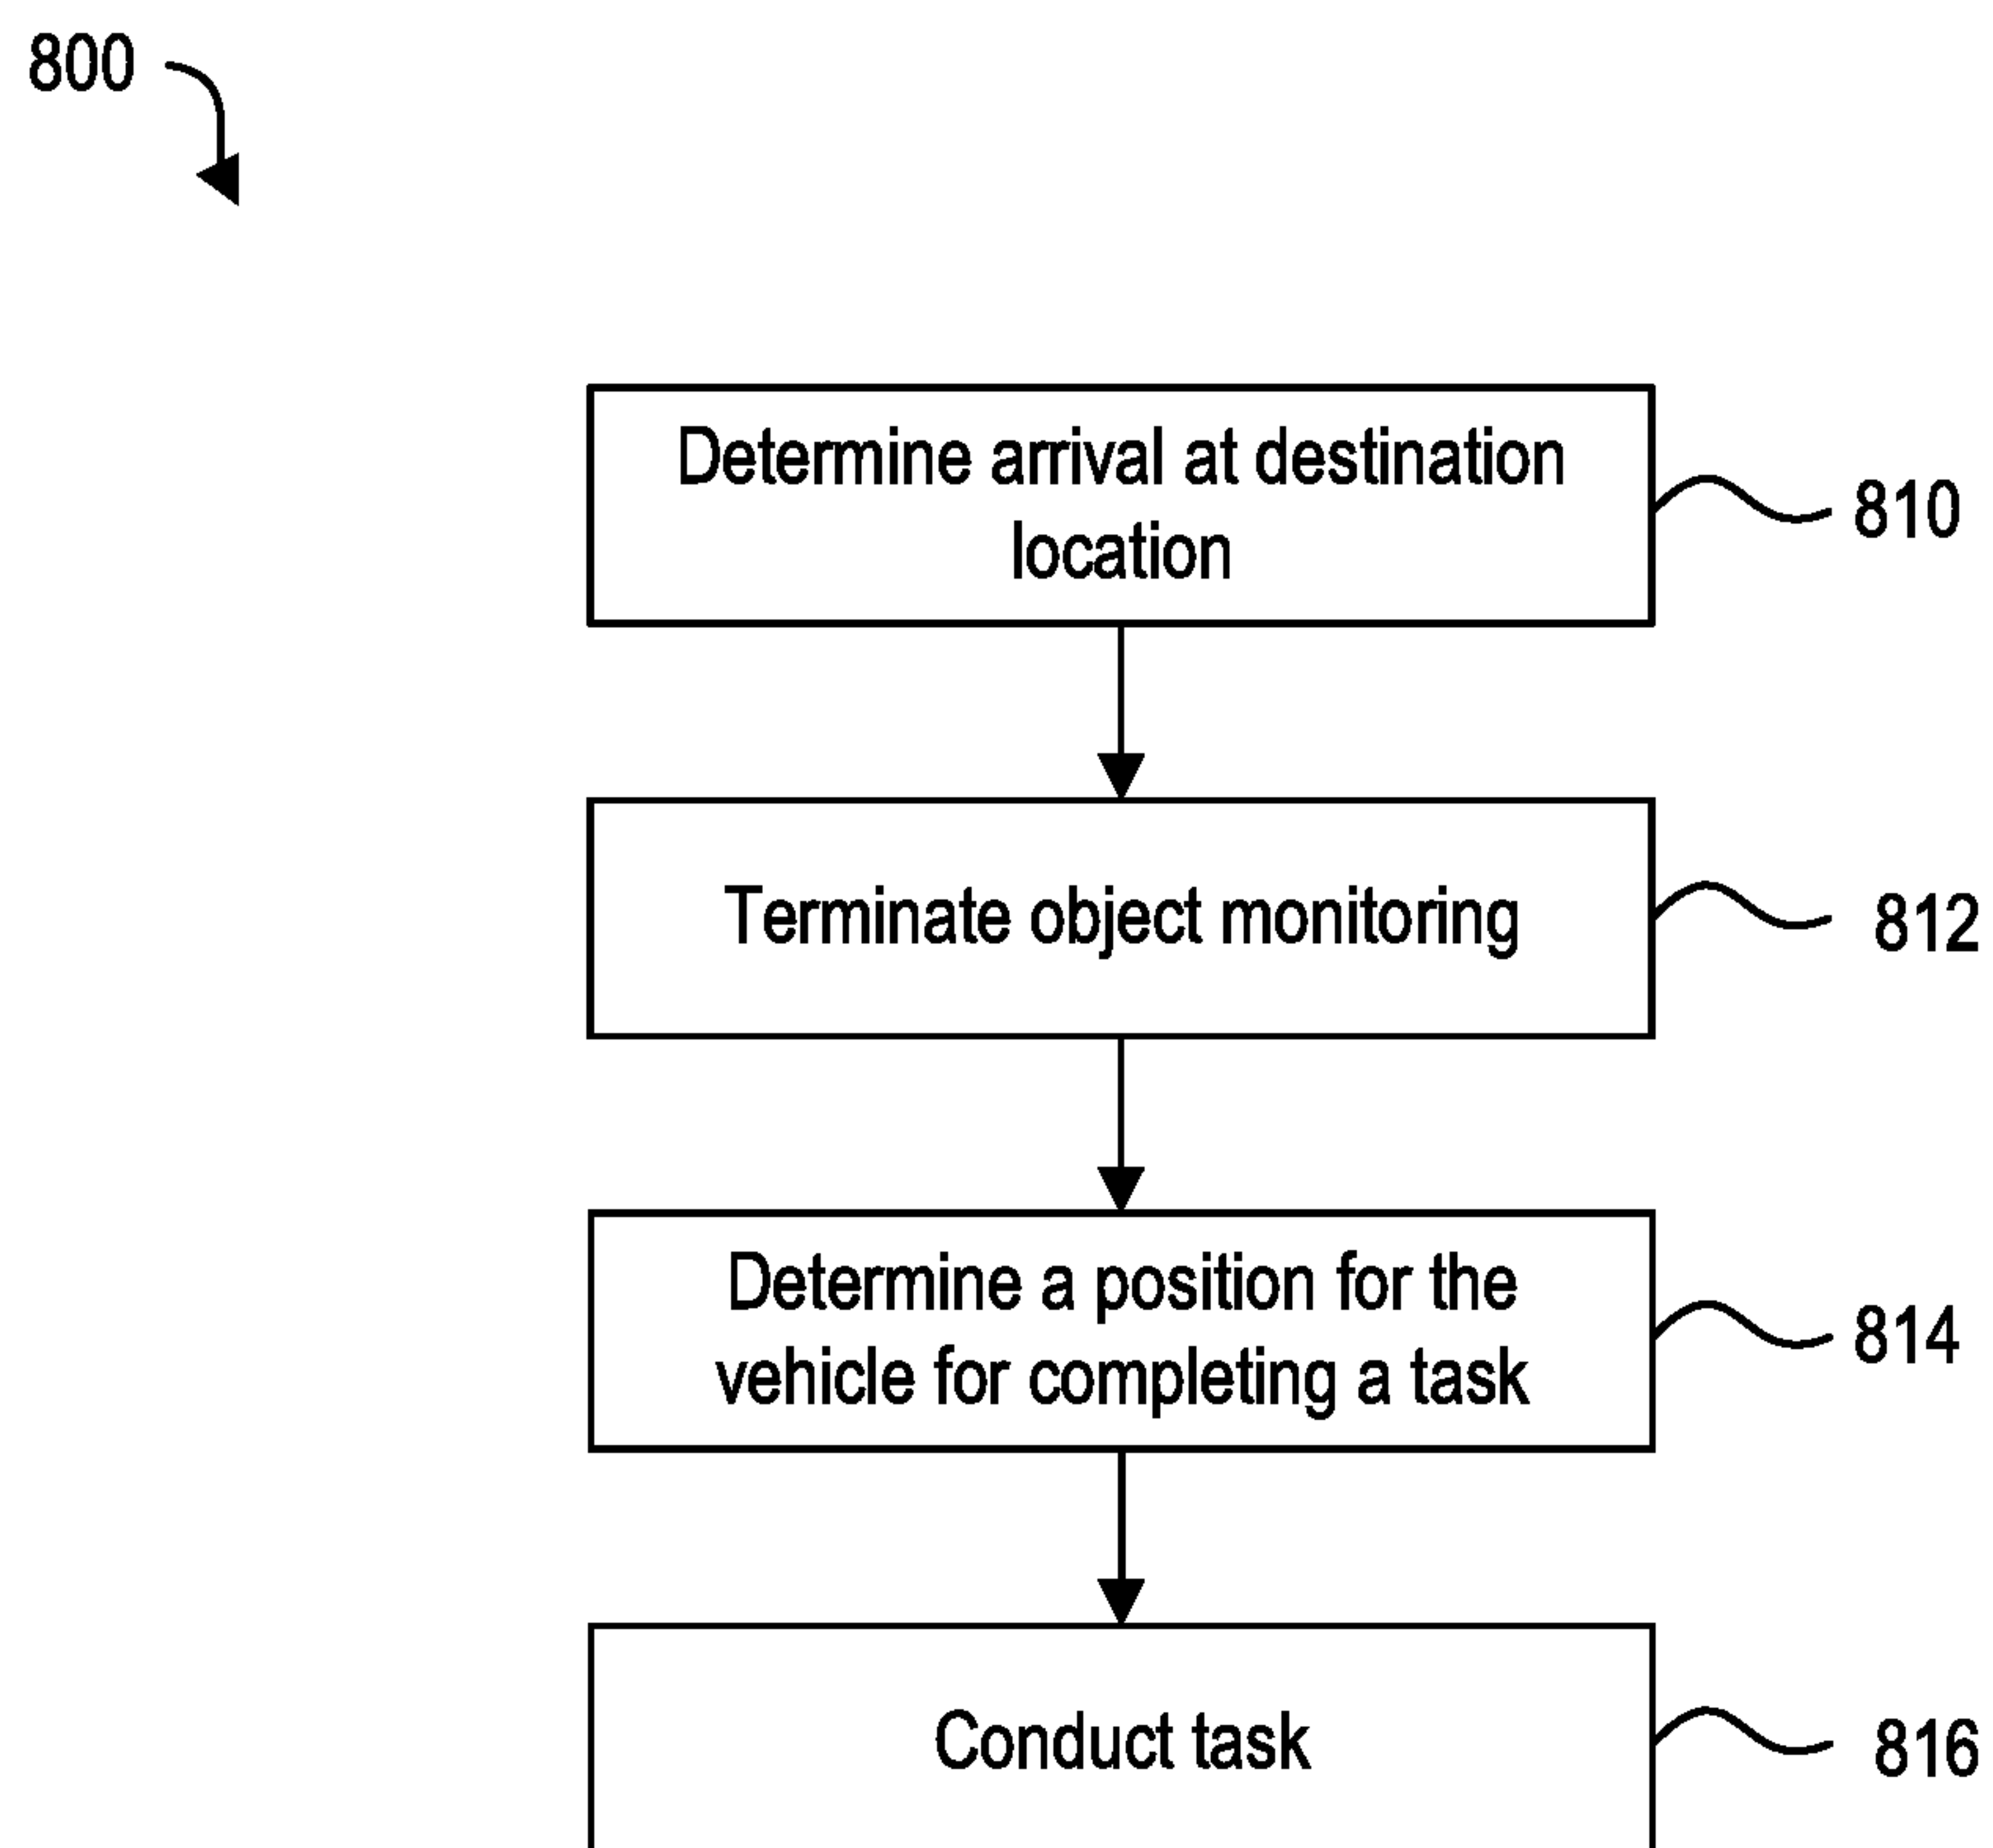 800
Determine arrival at destination
location
810
Terminate object monitoring
812
Determine a position for the
vehicle for completing a task
814
Conduct task
816